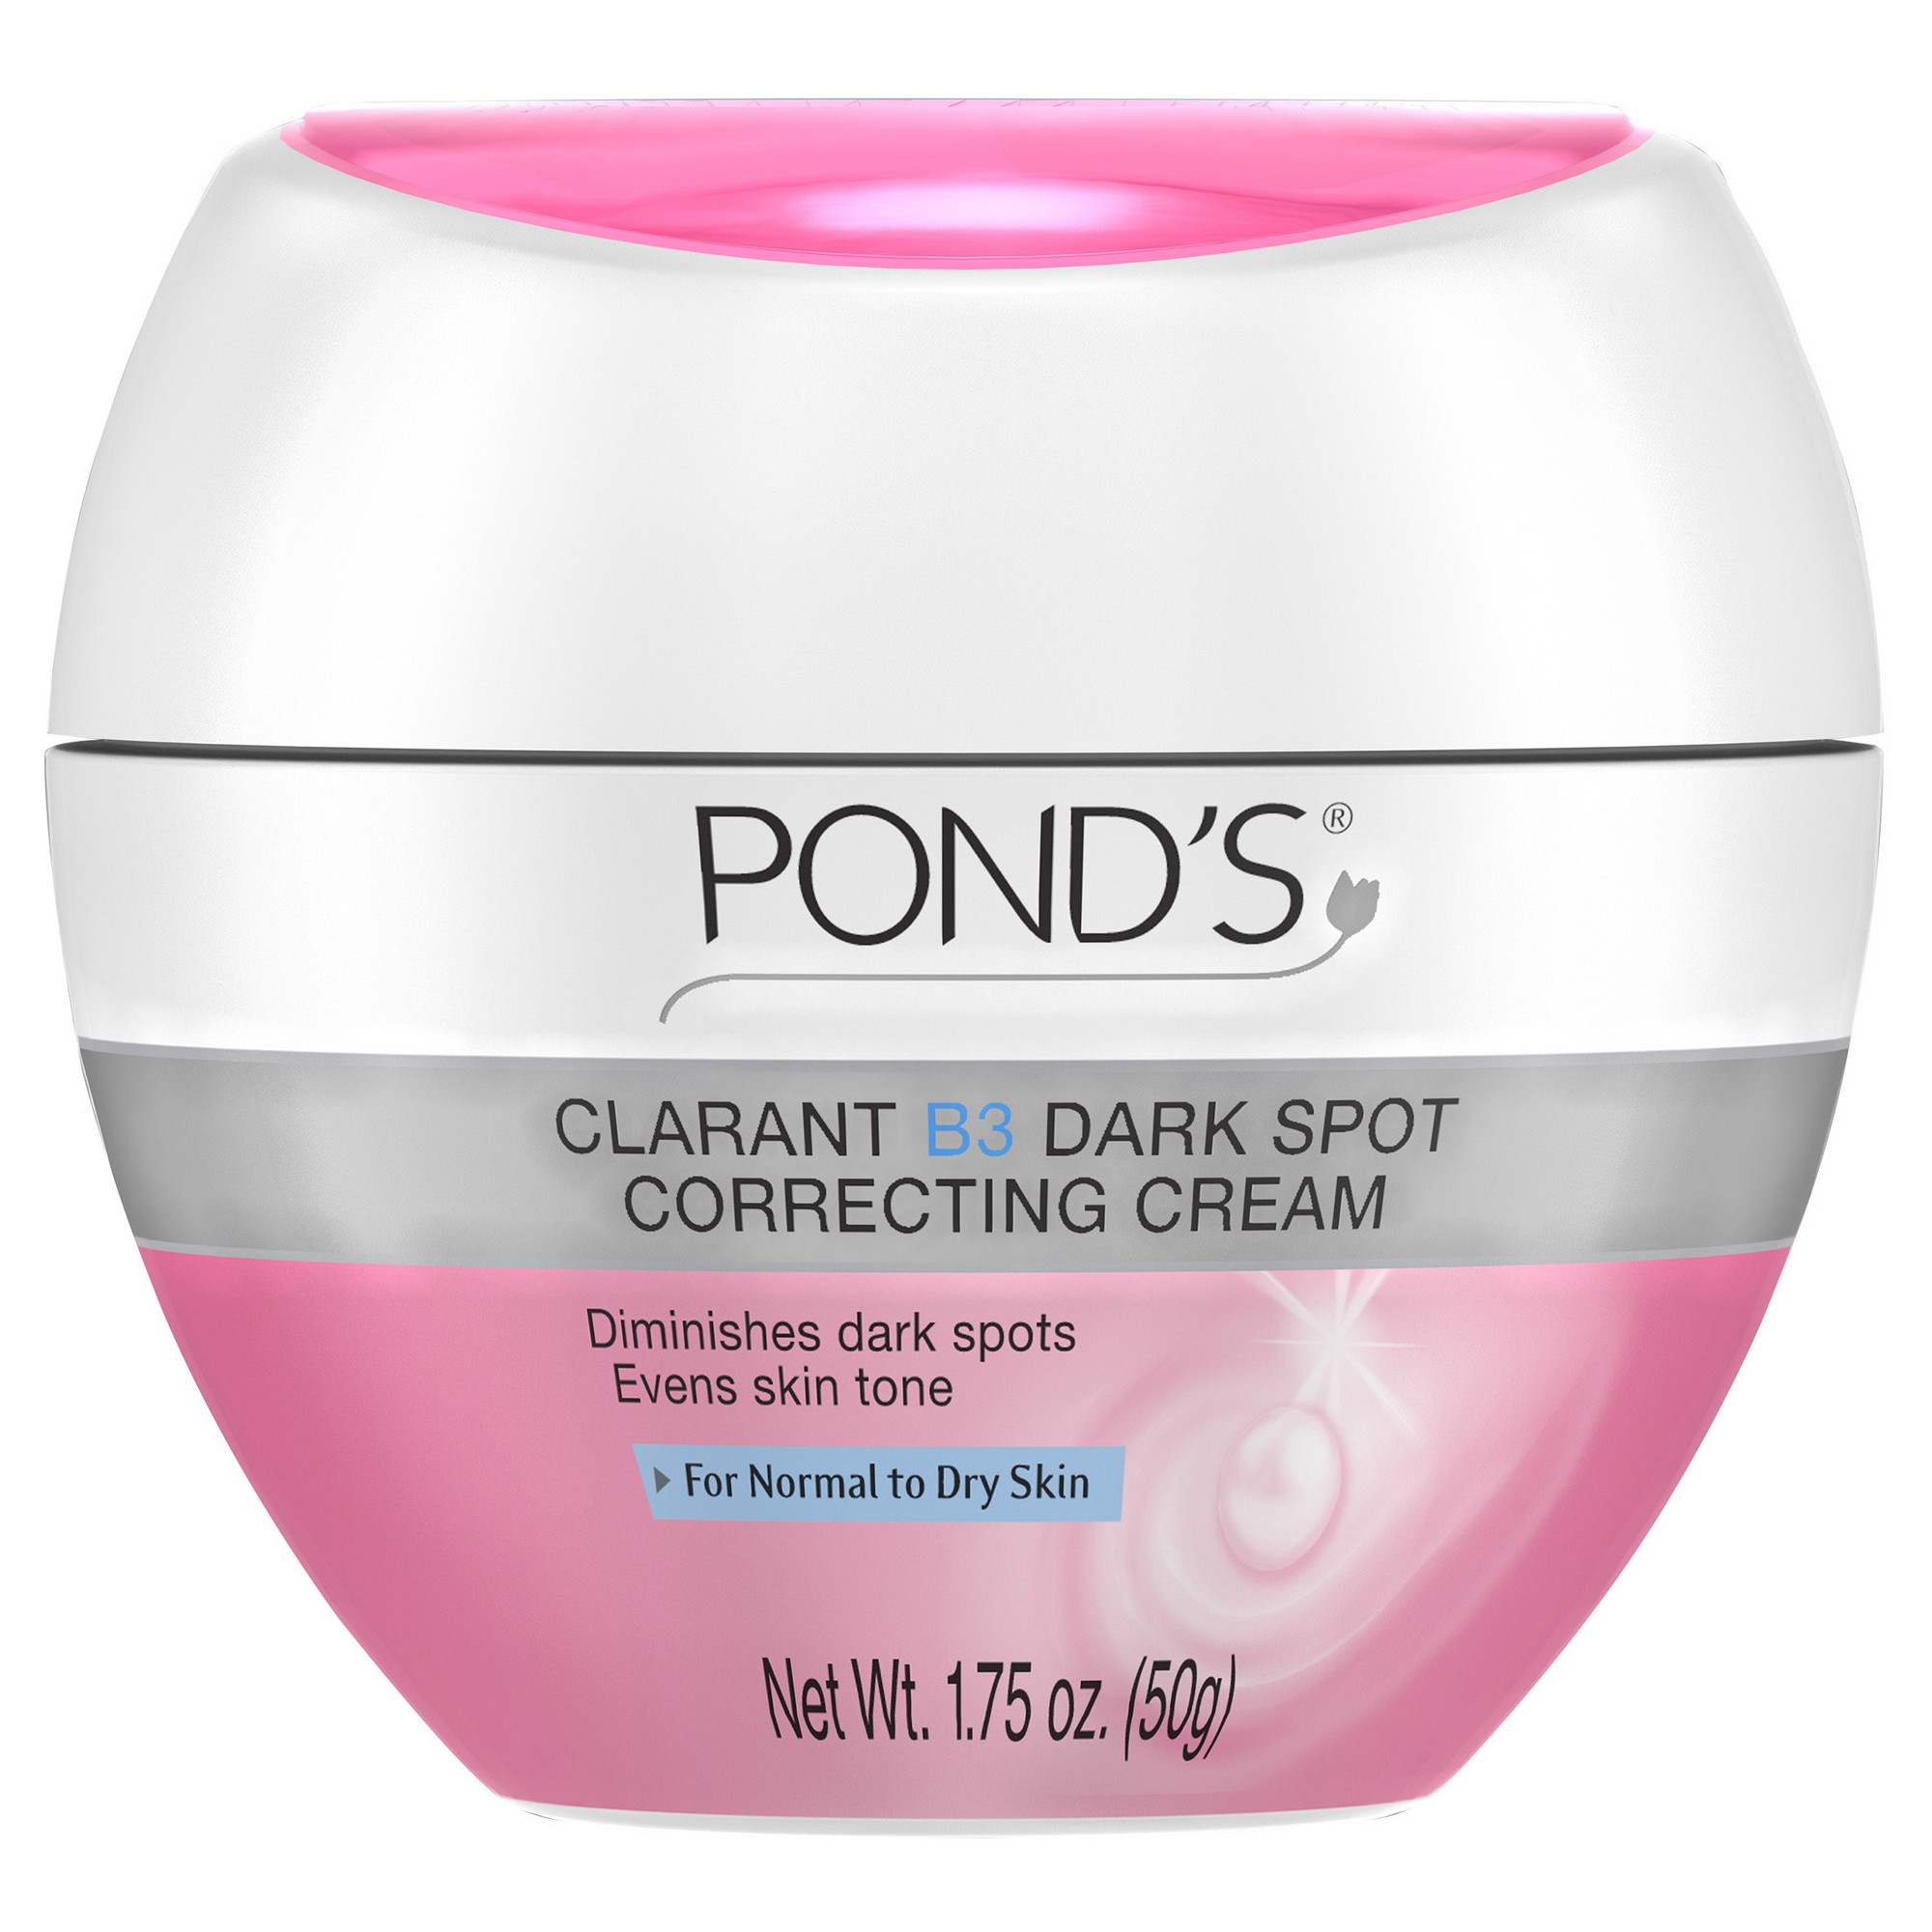 POND'S®
CLARANT B3 DARK SPOT
CORRECTING CREAM
Diminishes dark spots
Evens skin tone
For Normal to Dry Skin
Net Wt. 1.75 oz. (50g)